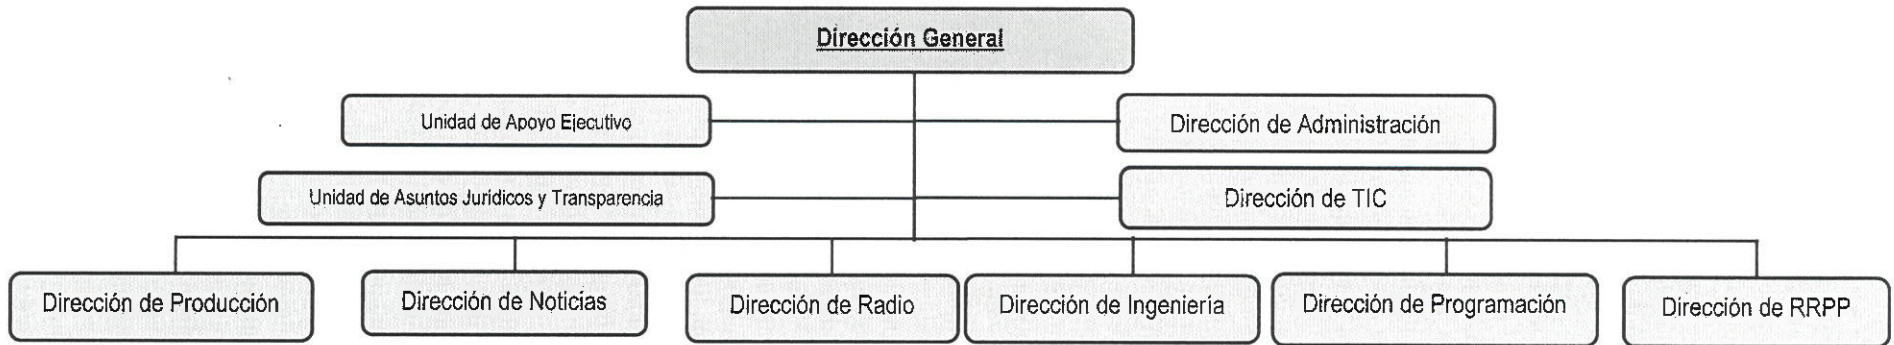 Dirección General
Unidad de Apoyo Ejecutivo
Dirección de Administración
Unidad de Asuntos Jurídicos y Transparencia
Dirección de TIC
Dirección de Producción
Dirección de Noticias
Dirección de Radio
Dirección de Ingeniería
Dirección de Programación
Dirección de RRPP